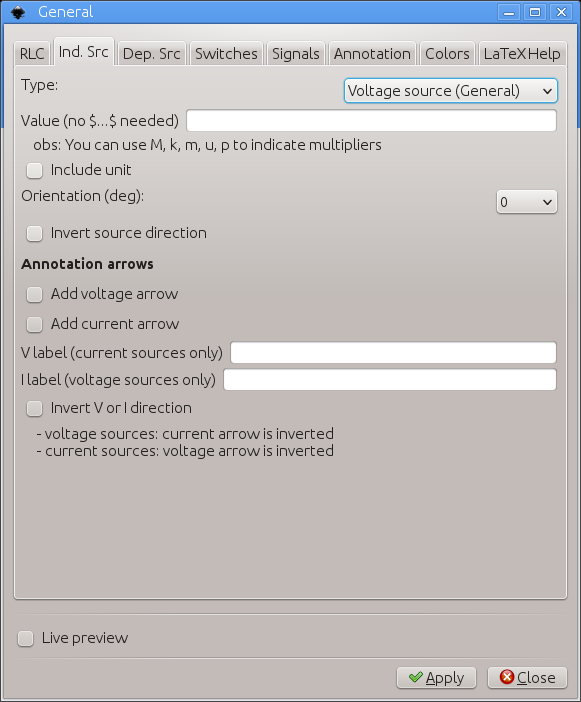 General
RLC Ind. Src Dep. Src Switches Signals Annotation Colors LaTeXHelp
Type: Voltage source (General)
Value (no $...$ needed)
obs: You can use M, k, m, u, p to indicate multipliers
Include unit
Orientation (deg): 0
Invert source direction
Annotation arrows
Add voltage arrow
Add current arrow
V label (current sources only)
I label (voltage sources only)
Invert V or I direction
- voltage sources: current arrow is inverted
- current sources: voltage arrow is inverted
Live preview
Apply Close